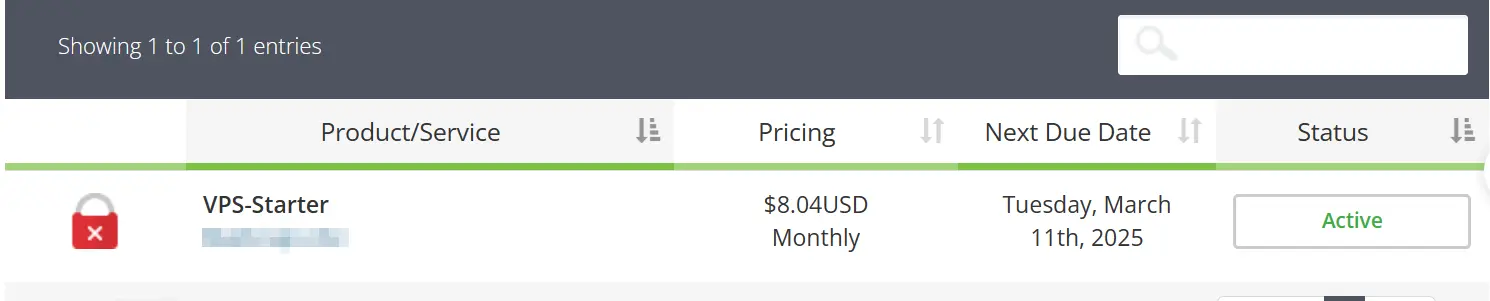 Showing 1 to 1 of 1 entries
Product/Service
Pricing
Next Due Date
Status
VPS-Starter
$8.04USD
Monthly
Tuesday, March
11th, 2025
Active